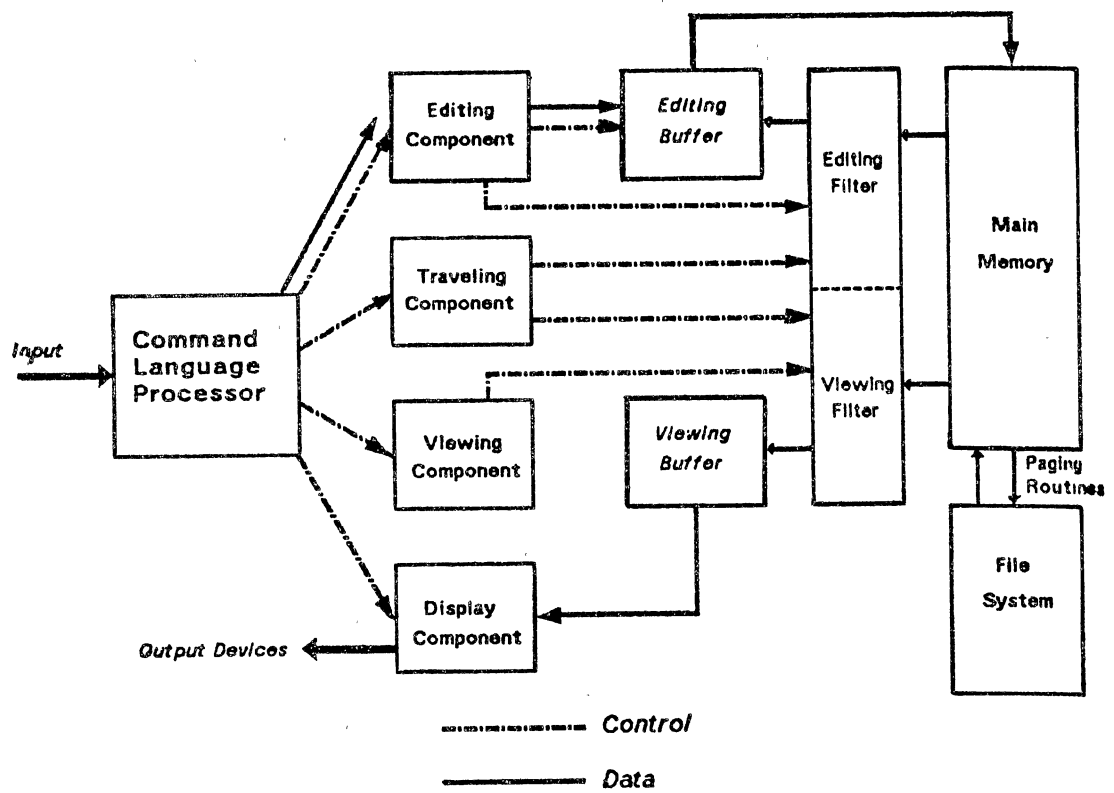 Editing
Component
Editing
Buffer
Editing
Filter
Main
Memory
Traveling
Component
Input
Command
Language
Processor
Viewing
Filter
Viewing
Component
Viewing
Buffer
Paging
Routines
File
System
Display
Component
Output Devices
Control
Data